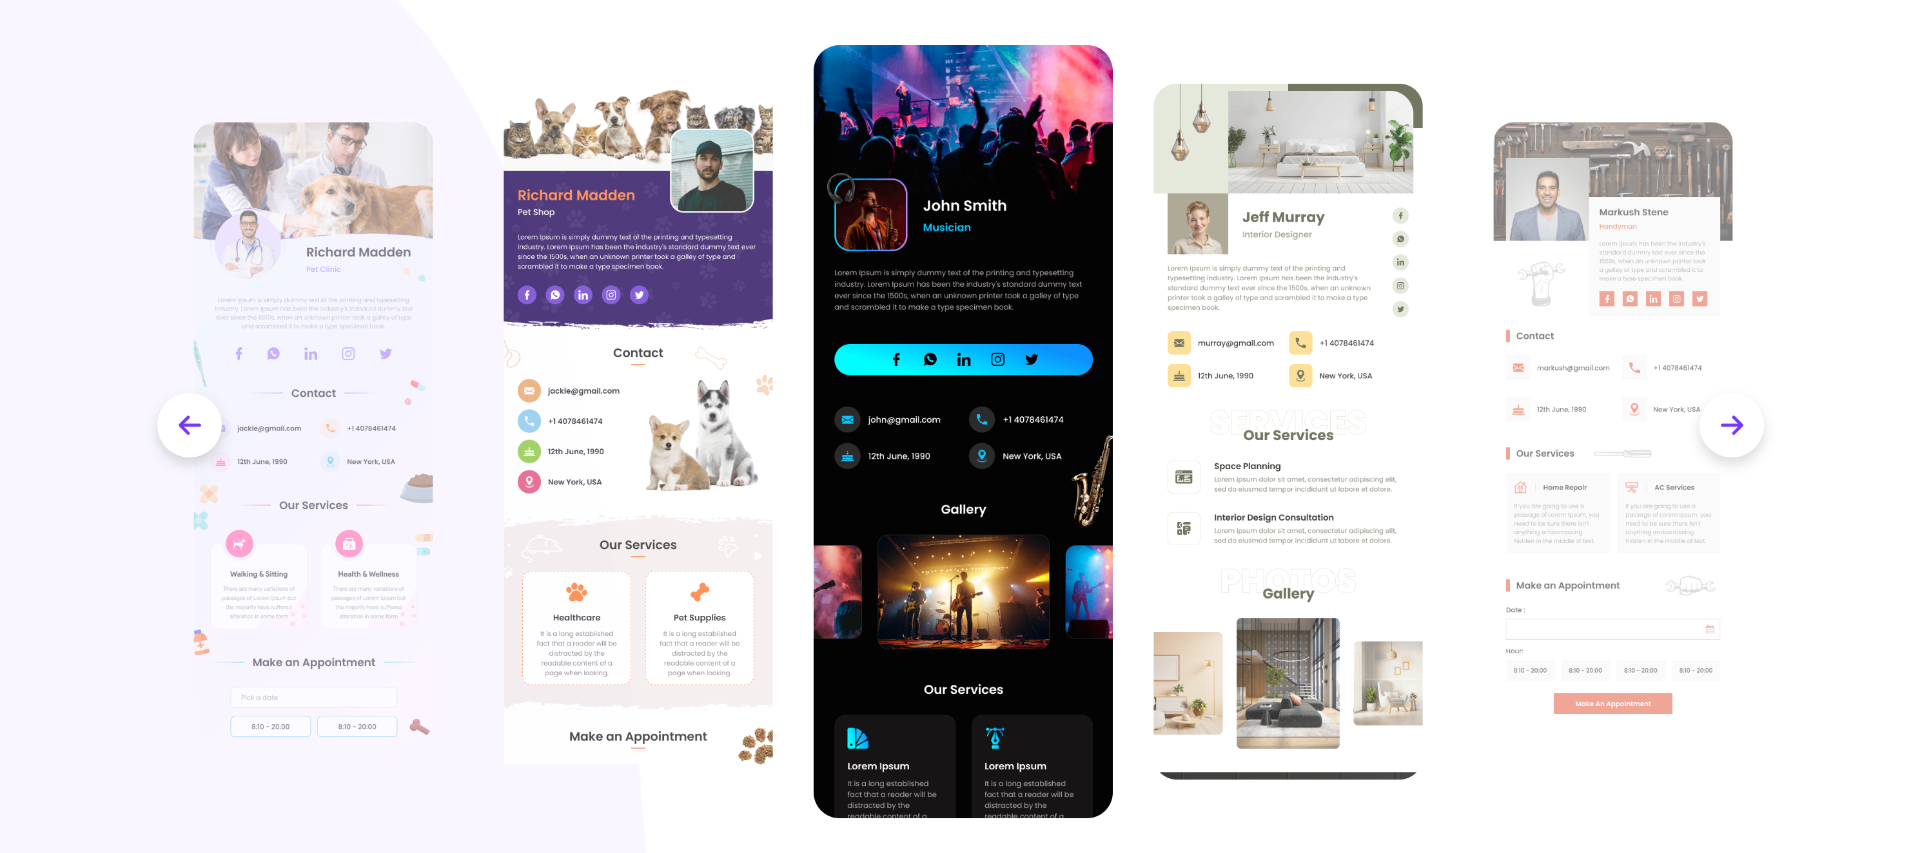 Richard Madden
Pet Clinic
Lorem Ipsum is simply dummy text of the printing and typesetting
industry. Lorem Ipsum has been the industry's standard dummy text
ever since the 1500s, when an unknown printer took a galley of type
and scrambled it to make a type specimen book.
Contact
jackie@gmail.com
+1 4078461474
12th June, 1990
New York, USA
Our Services
Walking & Sitting
There are many variations of
passages of Lorem Ipsum but
the majority have suffered
alteration in some form
Health & Wellness
There are many variations of
passages of Lorem Ipsum but
the majority have suffered
alteration in some form
Make an Appointment
Pick a date
8:10 - 20:00
8:10 - 20:00
Richard Madden
Pet Shop
Lorem Ipsum is simply dummy text of the printing and typesetting
industry. Lorem Ipsum has been the industry's standard dummy text ever
since the 1500s, when an unknown printer took a galley of type and
scrambled it to make a type specimen book.
Contact
jackie@gmail.com
+1 4078461474
12th June, 1990
New York, USA
Our Services
Healthcare
It is a long established
fact that a reader will be
distracted by the
readable content of a
page when looking.
Pet Supplies
It is a long established
fact that a reader will be
distracted by the
readable content of a
page when looking.
Make an Appointment
John Smith
Musician
Lorem Ipsum is simply dummy text of the printing and typesetting
industry. Lorem Ipsum has been the industry's standard dummy text
ever since the 1500s, when an unknown printer took a galley of type
and scrambled it to make a type specimen book.
john@gmail.com
+1 4078461474
12th June, 1990
New York, USA
Gallery
Our Services
Lorem Ipsum
It is a long established
fact that a reader will be
distracted by the
readable content of a
Lorem Ipsum
It is a long established
fact that a reader will be
distracted by the
readable content of a
Jeff Murray
Interior Designer
Lorem Ipsum is simply dummy text of the printing and
typesetting industry. Lorem Ipsum has been the industry's
standard dummy text ever since the 1500s, when an unknown
printer took a galley of type and scrambled it to make a type
specimen book.
murray@gmail.com
+1 4078461474
12th June, 1990
New York, USA
SERVICES
Our Services
Space Planning
Lorem ipsum dolor sit amet, consectetur adipiscing elit,
sed do eiusmod tempor incididunt ut labore et dolore.
Interior Design Consultation
Lorem ipsum dolor sit amet, consectetur adipiscing elit,
sed do eiusmod tempor incididunt ut labore et dolore.
PHOTOS
Gallery
Markush Stene
Handyman
Lorem Ipsum has been the industry's
standard dummy text ever since the
1500s, when an unknown printer took
a galley of type and scrambled it to
make a type specimen book.
Contact
markush@gmail.com
+1 4078461474
12th June, 1990
New York, USA
Our Services
Home Repair
If you are going to use a
passage of Lorem Ipsum, you
need to be sure there isn't
anything embarrassing
hidden in the middle of text.
AC Services
If you are going to use a
passage of Lorem Ipsum, you
need to be sure there isn't
anything embarrassing
hidden in the middle of text.
Make an Appointment
Date :
Hour:
8:10 - 20:00
8:10 - 20:00
8:10 - 20:00
8:10 - 20:00
Make An Appointment